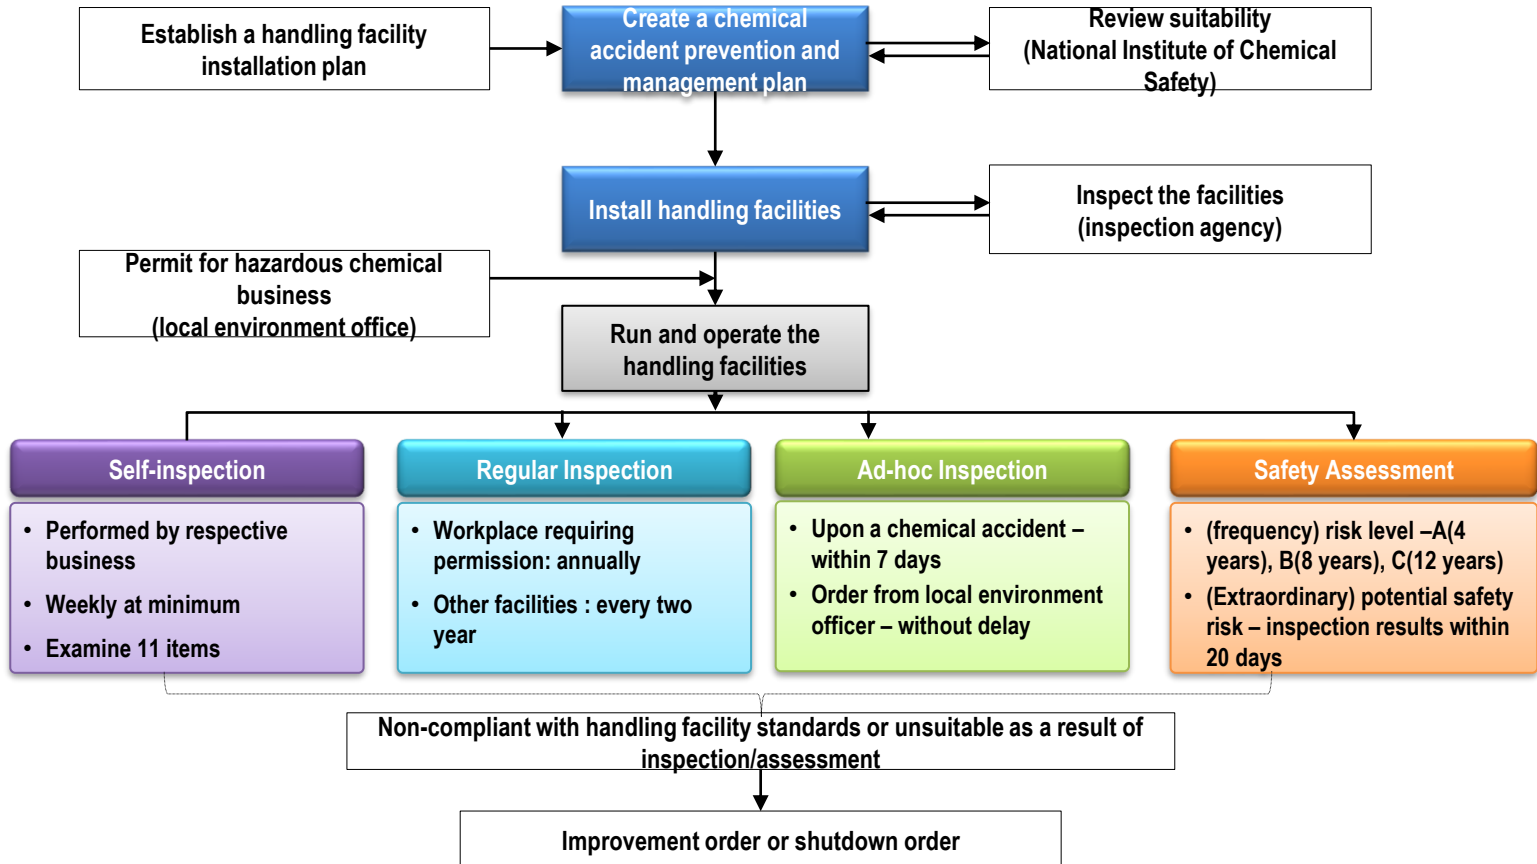 Establish a handling facility
installation plan
Create a chemical
accident prevention and
management plan
Review suitability
(National Institute of Chemical
Safety)
Install handling facilities
Inspect the facilities
(inspection agency)
Permit for hazardous chemical
business
(local environment office)
Run and operate the
handling facilities
Self-inspection
• Performed by respective
business
• Weekly at minimum
• Examine 11 items
Regular Inspection
• Workplace requiring
permission: annually
• Other facilities : every two
year
Ad-hoc Inspection
• Upon a chemical accident –
within 7 days
• Order from local environment
officer – without delay
Safety Assessment
• (frequency) risk level –A(4
years), B(8 years), C(12 years)
• (Extraordinary) potential safety
risk – inspection results within
20 days
Non-compliant with handling facility standards or unsuitable as a result of
inspection/assessment
Improvement order or shutdown order